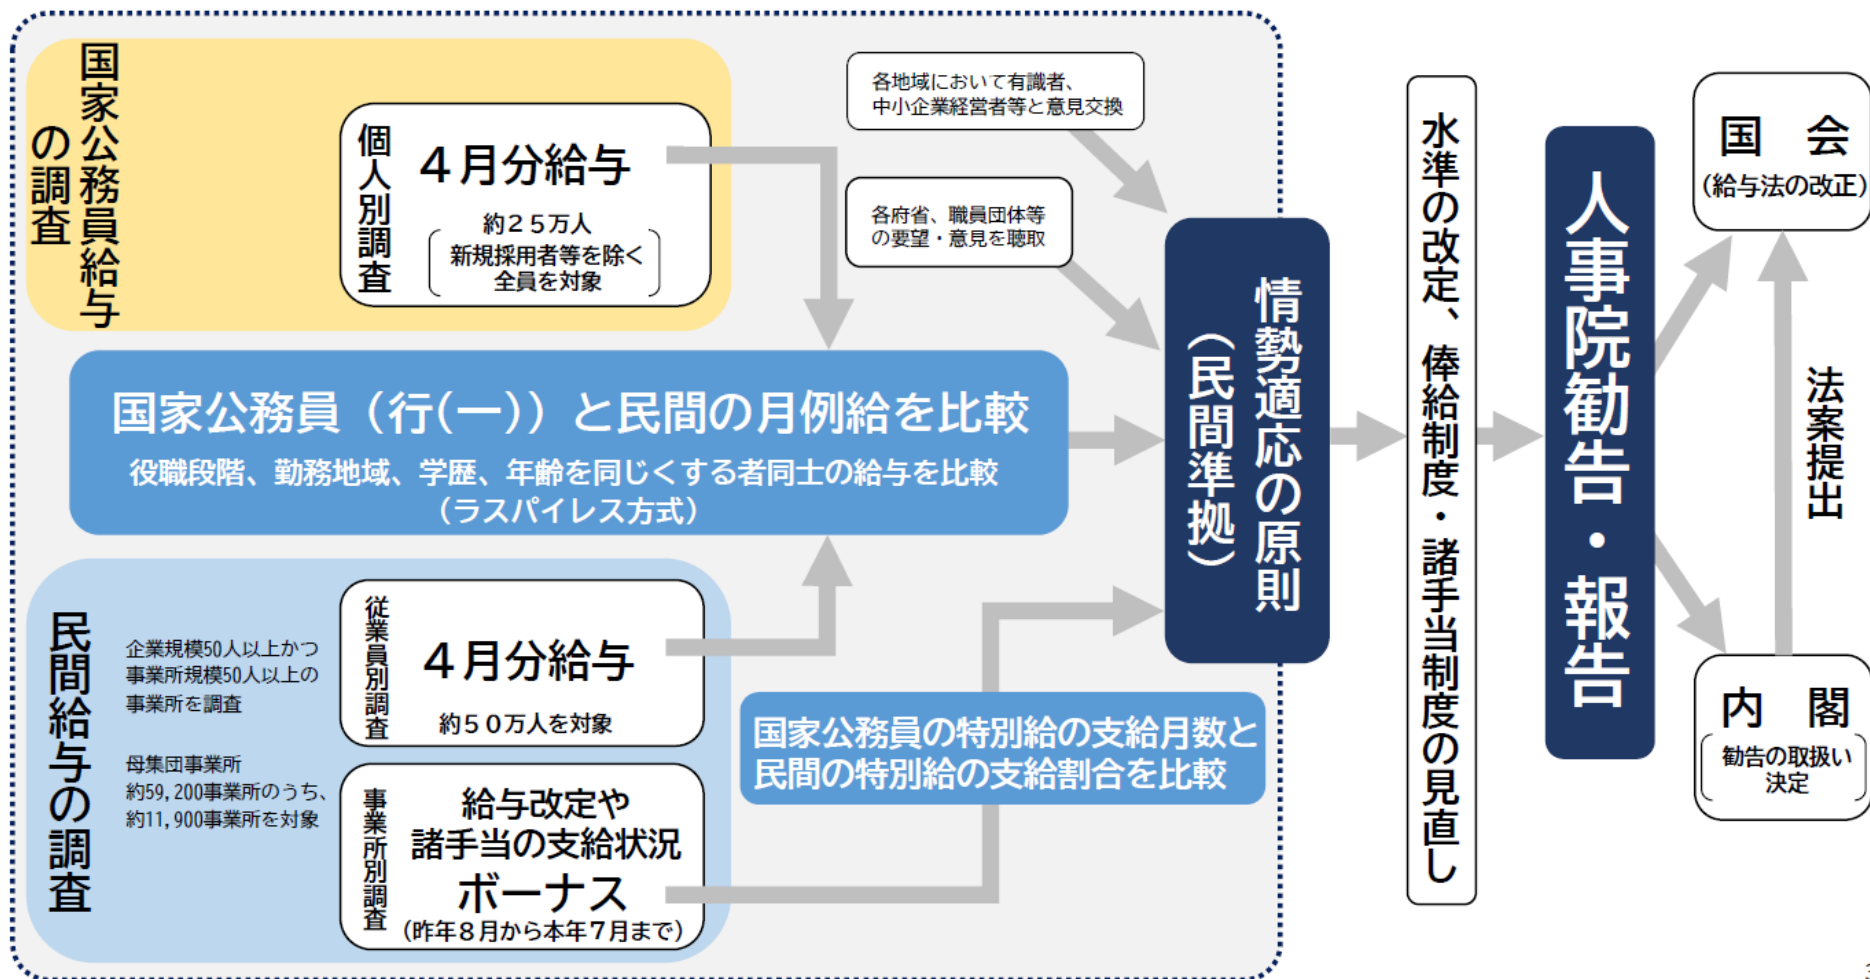 国家公務員給与
の調査
個人別調査
４月分給与
約２５万人
新規採用者等を除く
全員を対象
各地域において有識者、
中小企業経営者等と意見交換
各府省、職員団体等
の要望・意見を聴取
国家公務員（行(一)）と民間の月例給を比較
役職段階、勤務地域、学歴、年齢を同じくする者同士の給与を比較
（ラスパイレス方式）
民間給与の調査
企業規模50人以上かつ
事業所規模50人以上の
事業所を調査
母集団事業所
約59,200事業所のうち、
約11,900事業所を対象
従業員別調査
４月分給与
約５０万人を対象
事業所別調査
給与改定や
諸手当の支給状況
ボーナス
（昨年８月から本年７月まで）
国家公務員の特別給の支給月数と
民間の特別給の支給割合を比較
情勢適応の原則
（民間準拠）
水準の改定、俸給制度・諸手当制度の見直し
人事院勧告・報告
国　会
（給与法の改正）
法案提出
内　閣
勧告の取扱い
決定